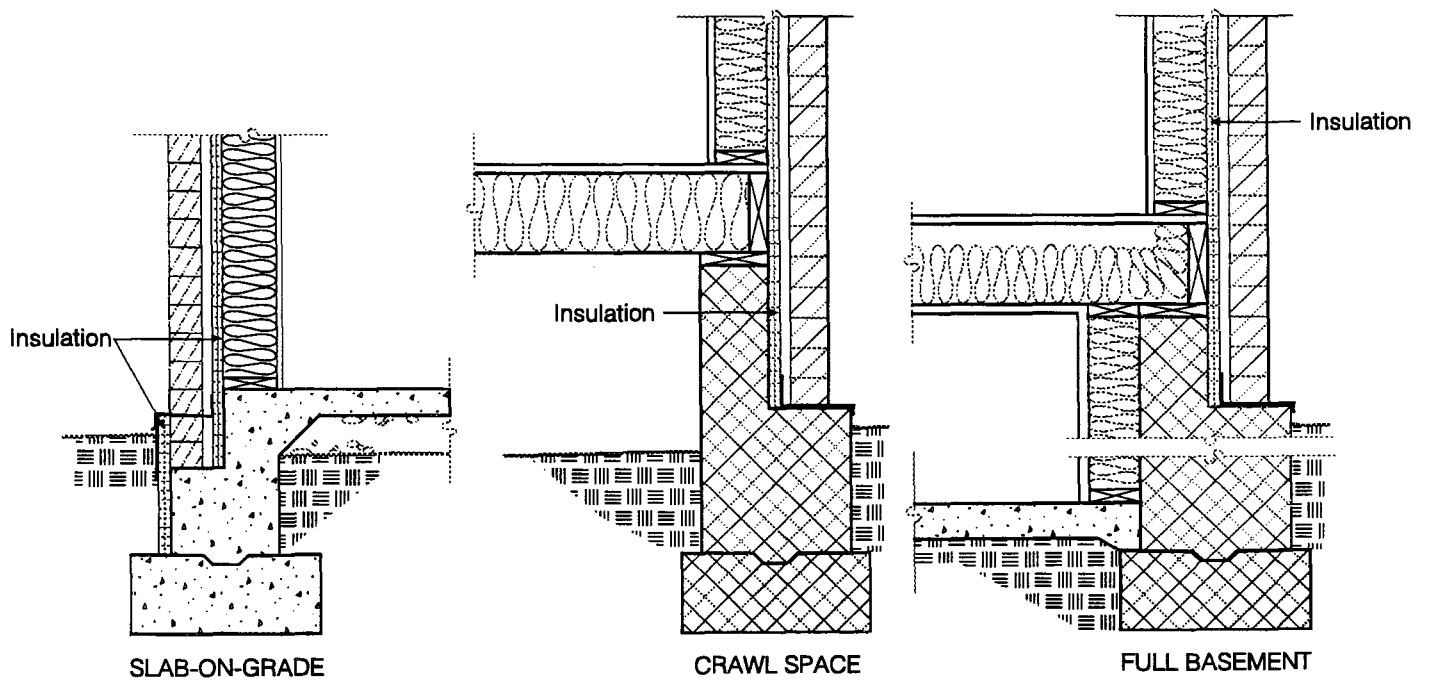 Insulation
Insulation
Insulation
SLAB-ON-GRADE
CRAWL SPACE
FULL BASEMENT